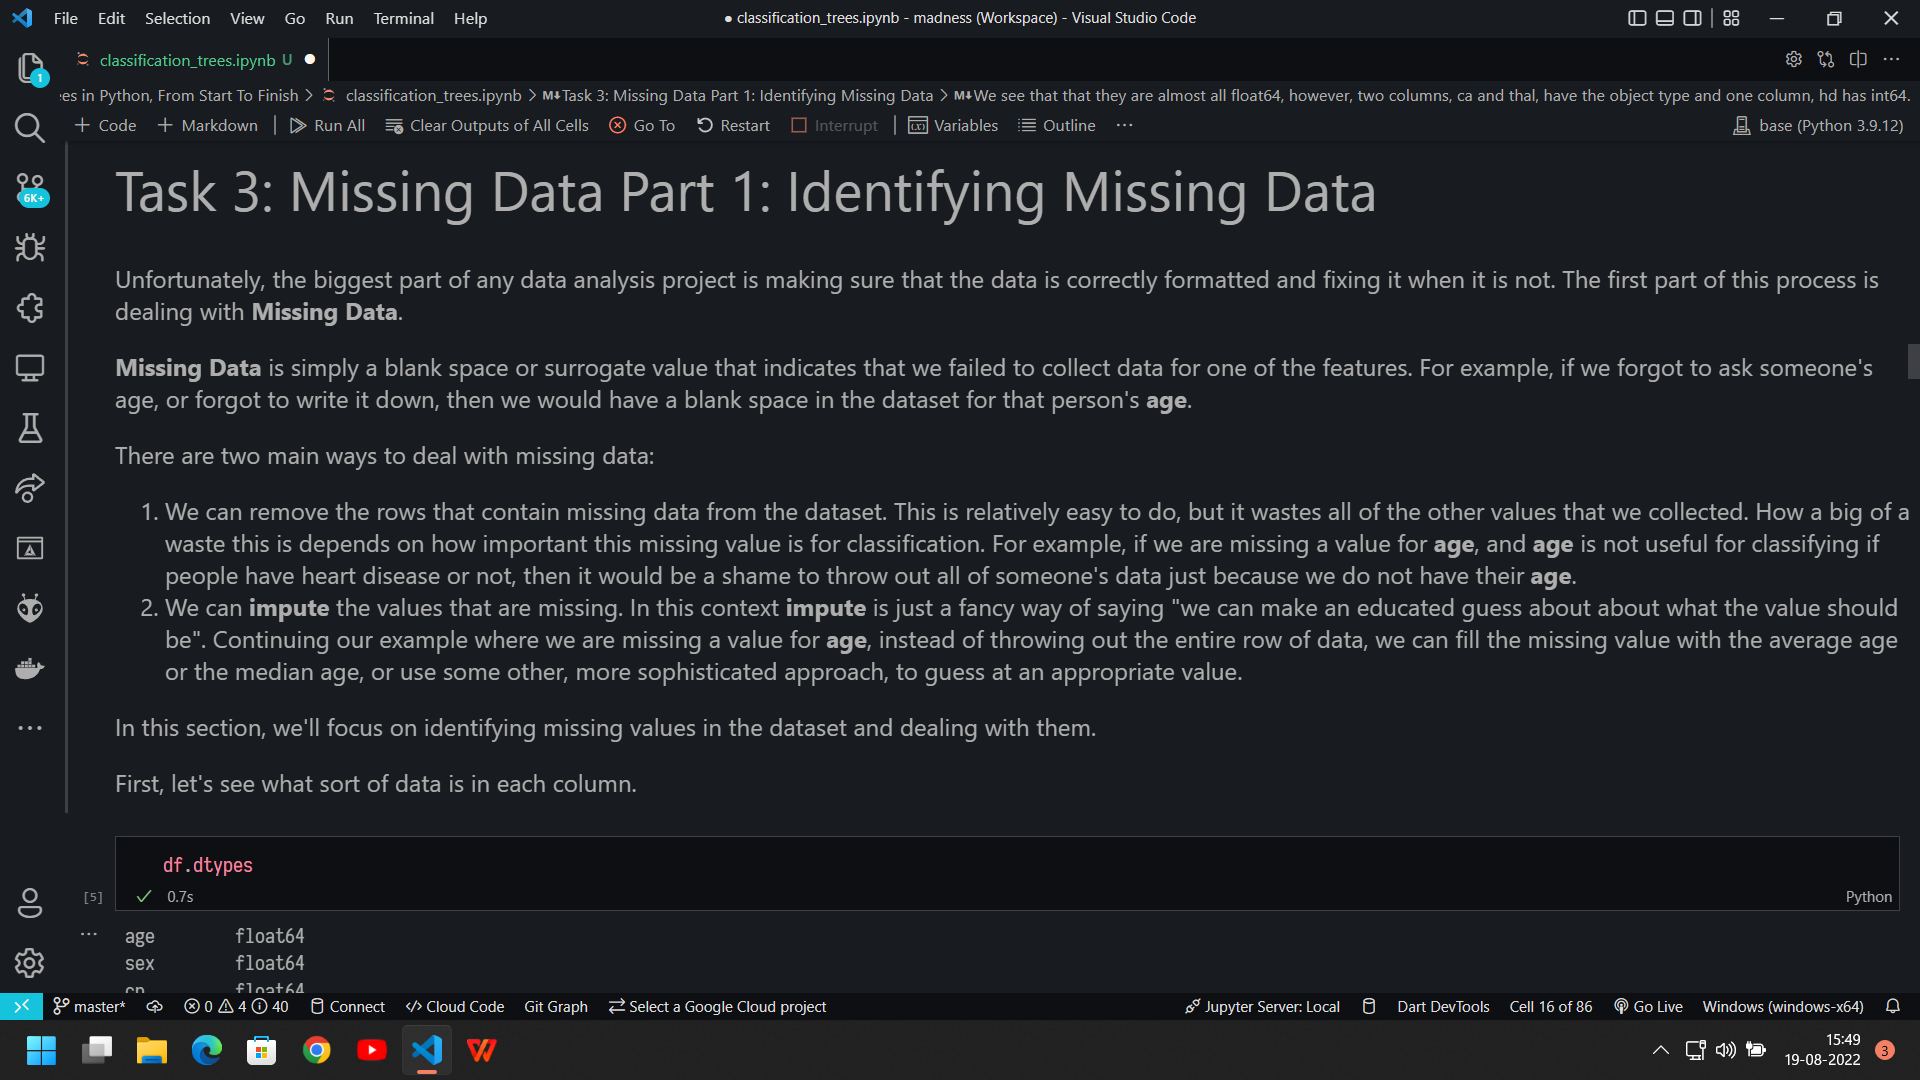 File Edit Selection View Go Run Terminal Help
● classification_trees.ipynb - madness (Workspace) - Visual Studio Code
classification_trees.ipynb U
es in Python, From Start To Finish > classification_trees.ipynb > M↓Task 3: Missing Data Part 1: Identifying Missing Data > M↓We see that that they are almost all float64, however, two columns, ca and thal, have the object type and one column, hd has int64.
+ Code + Markdown | Run All Clear Outputs of All Cells Go To Restart Interrupt | Variables Outline ···
base (Python 3.9.12)
1
6K+
Task 3: Missing Data Part 1: Identifying Missing Data
Unfortunately, the biggest part of any data analysis project is making sure that the data is correctly formatted and fixing it when it is not. The first part of this process is
dealing with Missing Data.
Missing Data is simply a blank space or surrogate value that indicates that we failed to collect data for one of the features. For example, if we forgot to ask someone's
age, or forgot to write it down, then we would have a blank space in the dataset for that person's age.
There are two main ways to deal with missing data:
1. We can remove the rows that contain missing data from the dataset. This is relatively easy to do, but it wastes all of the other values that we collected. How a big of a
waste this is depends on how important this missing value is for classification. For example, if we are missing a value for age, and age is not useful for classifying if
people have heart disease or not, then it would be a shame to throw out all of someone's data just because we do not have their age.
2. We can impute the values that are missing. In this context impute is just a fancy way of saying "we can make an educated guess about about what the value should
be". Continuing our example where we are missing a value for age, instead of throwing out the entire row of data, we can fill the missing value with the average age
or the median age, or use some other, more sophisticated approach, to guess at an appropriate value.
In this section, we'll focus on identifying missing values in the dataset and dealing with them.
First, let's see what sort of data is in each column.
df.dtypes
[5] ✓ 0.7s
Python
··· age float64
sex float64
cp float64
master* 0 4 40 Connect Cloud Code Git Graph Select a Google Cloud project
Jupyter Server: Local Dart DevTools Cell 16 of 86 Go Live Windows (windows-x64)
15:49
19-08-2022
3